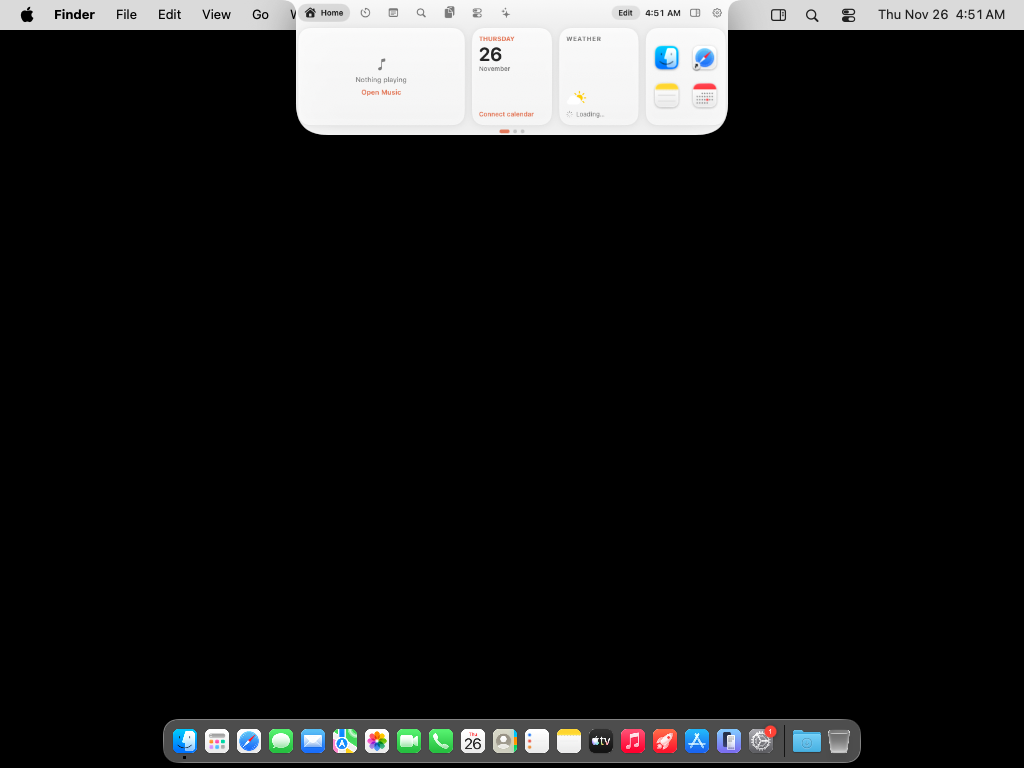 Finder File Edit View Go
Home
Edit 4:51 AM
Thu Nov 26 4:51 AM
Nothing playing
Open Music
THURSDAY
26
November
Connect calendar
WEATHER
Loading...
Thu
26
tv
1